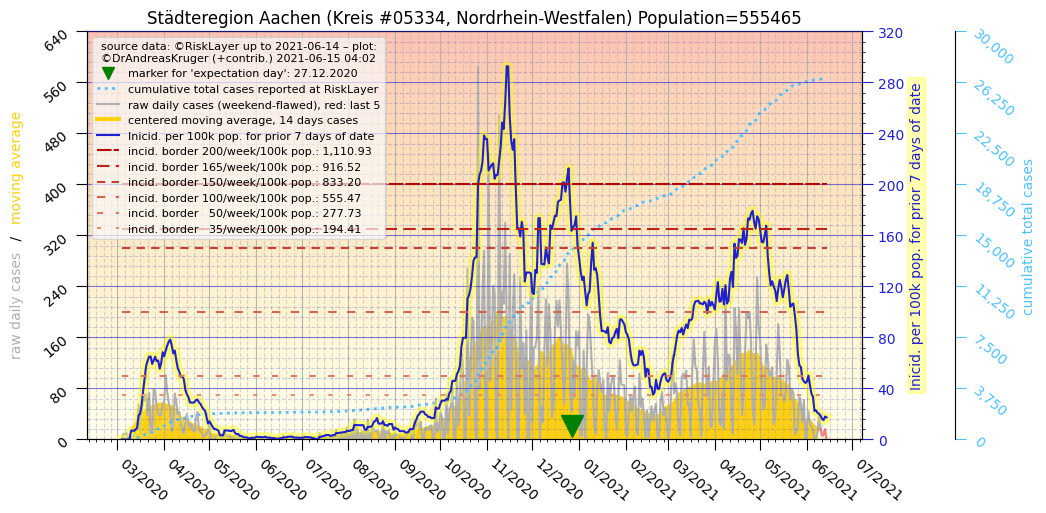 Städteregion Aachen (Kreis #05334, Nordrhein-Westfalen) Population=555465
source data: ©RiskLayer up to 2021-06-14 – plot:
©DrAndreasKruger (+contrib.) 2021-06-15 04:02
marker for 'expectation day': 27.12.2020
cumulative total cases reported at RiskLayer
raw daily cases (weekend-flawed), red: last 5
centered moving average, 14 days cases
Inicid. per 100k pop. for prior 7 days of date
incid. border 200/week/100k pop.: 1,110.93
incid. border 165/week/100k pop.: 916.52
incid. border 150/week/100k pop.: 833.20
incid. border 100/week/100k pop.: 555.47
incid. border   50/week/100k pop.: 277.73
incid. border   35/week/100k pop.: 194.41
raw daily cases   /   moving average
640
560
480
400
320
240
160
80
0
320
280
240
200
160
120
80
40
0
Inicid. per 100k pop. for prior 7 days of date
30,000
26,250
22,500
18,750
15,000
11,250
7,500
3,750
0
cumulative total cases
03/2020
04/2020
05/2020
06/2020
07/2020
08/2020
09/2020
10/2020
11/2020
12/2020
01/2021
02/2021
03/2021
04/2021
05/2021
06/2021
07/2021